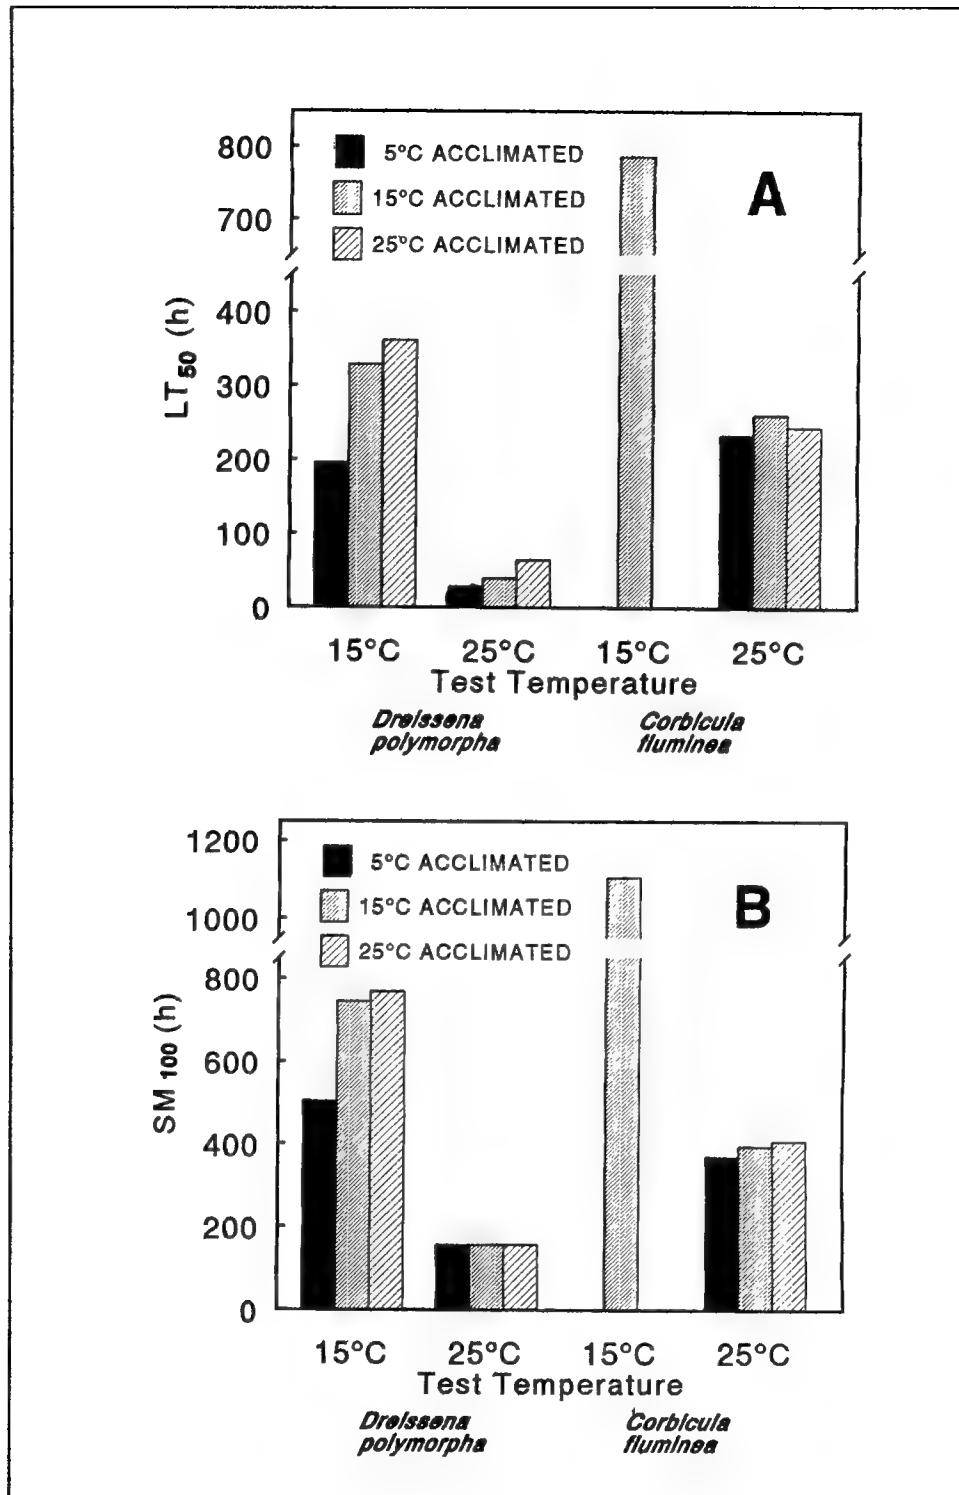 A
800
700
400
300
200
100
0
LT50 (h)
5°C ACCLIMATED
15°C ACCLIMATED
25°C ACCLIMATED
15°C 25°C 15°C 25°C
Test Temperature
Dreissena Corbicula
polymorpha fluminea
B
1200
1000
800
600
400
200
0
SM 100 (h)
5°C ACCLIMATED
15°C ACCLIMATED
25°C ACCLIMATED
15°C 25°C 15°C 25°C
Test Temperature
Dreissena Corbicula
polymorpha fluminea